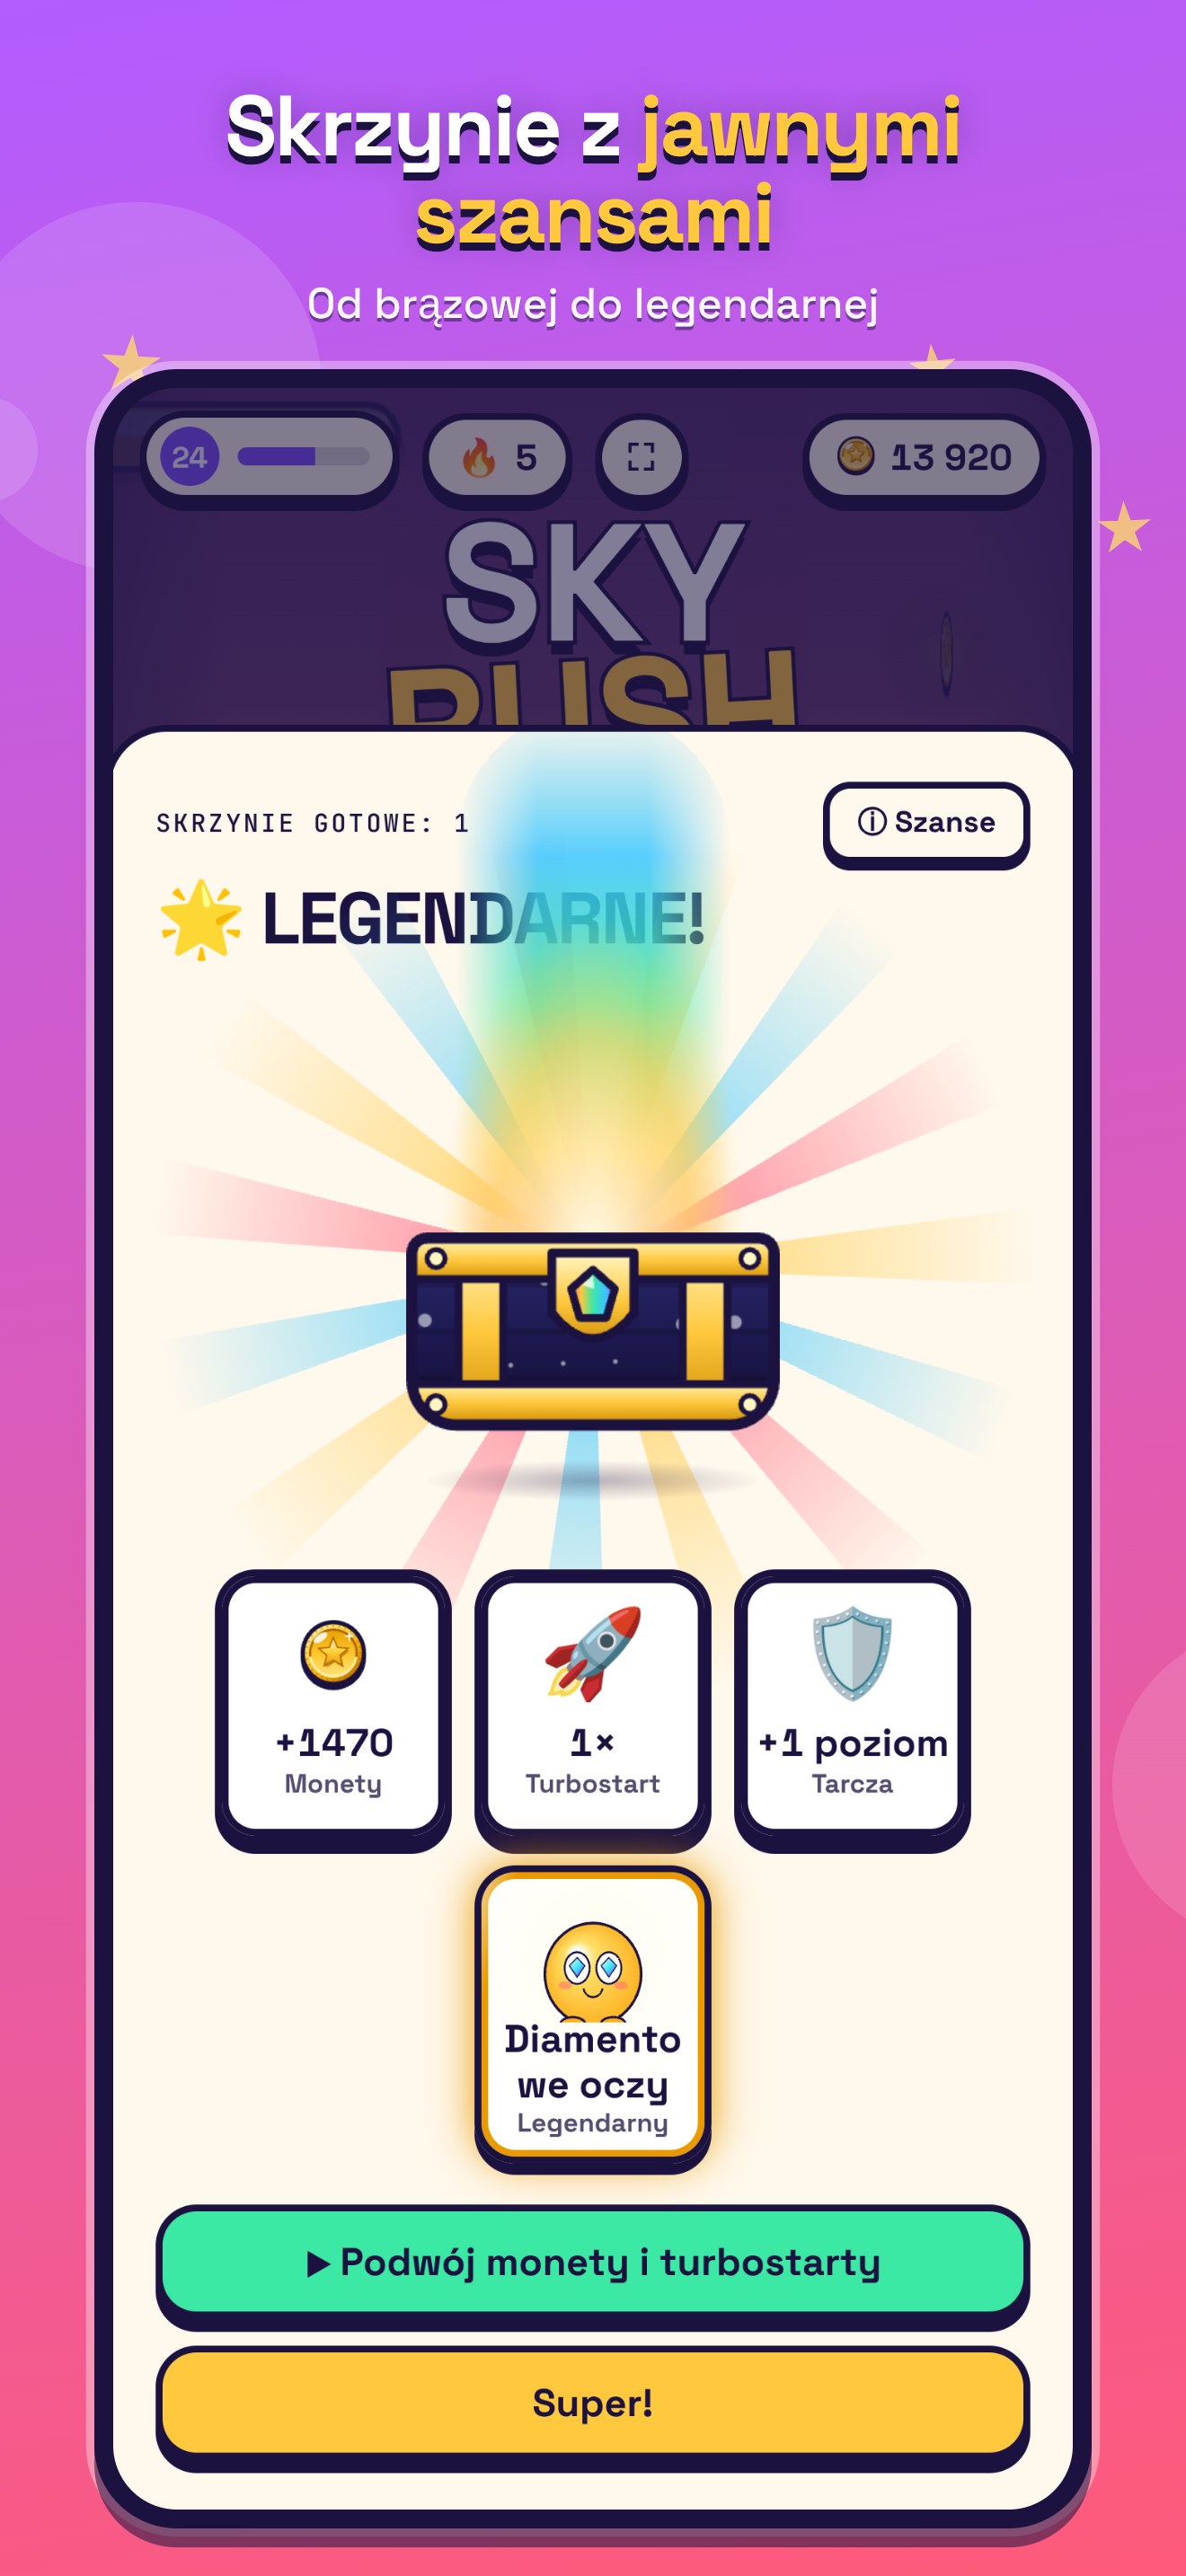 Skrzynie z jawnymi
szansami
Od brązowej do legendarnej
24
🔥 5
13 920
SKY
RUSH
SKRZYNIE GOTOWE: 1
ⓘ Szanse
🌟 LEGENDARNE!
+1470
Monety
1×
Turbostart
+1 poziom
Tarcza
Diamento
we oczy
Legendarny
▶ Podwój monety i turbostarty
Super!